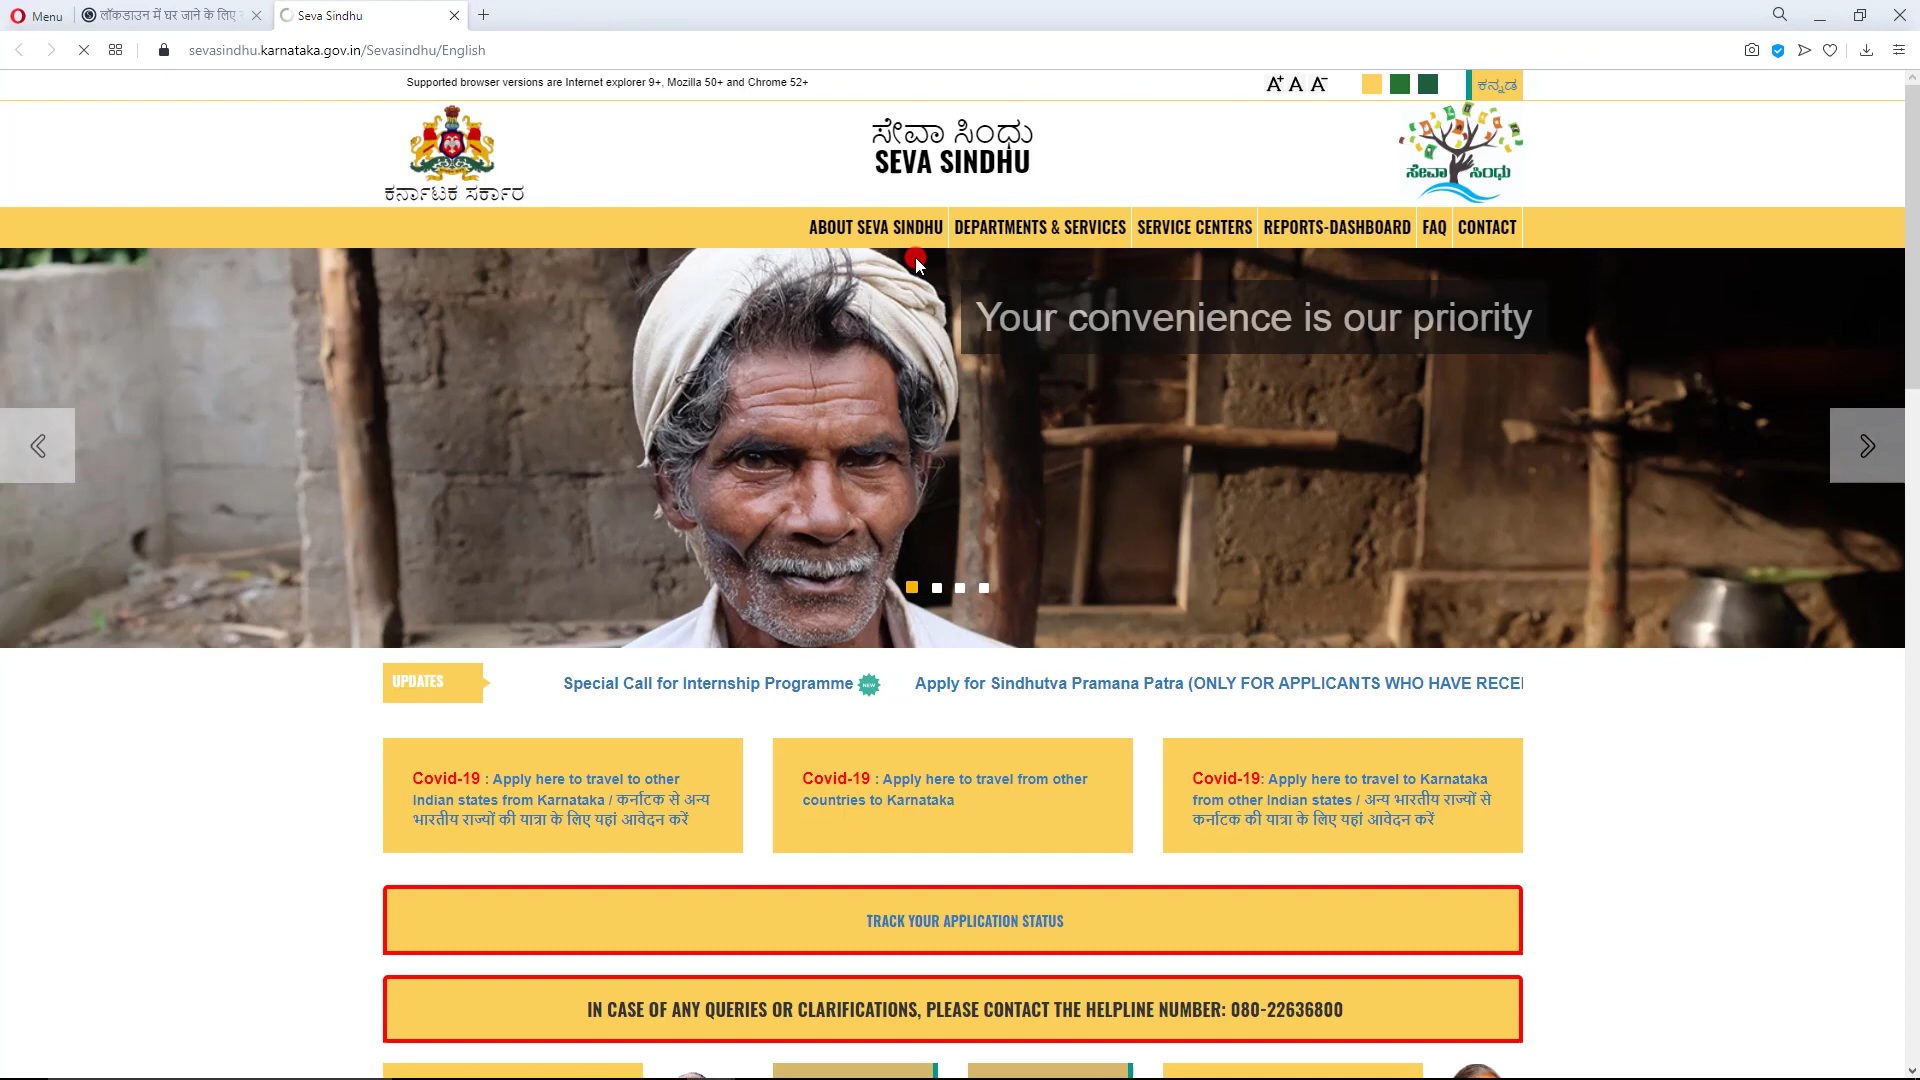 Menu
लॉकडाउन में घर जाने के लिए
Seva Sindhu
sevasindhu.karnataka.gov.in/Sevasindhu/English
Supported browser versions are Internet explorer 9+, Mozilla 50+ and Chrome 52+
A+ A A-
ಕನ್ನಡ
ಕರ್ನಾಟಕ ಸರ್ಕಾರ
ಸೇವಾ ಸಿಂಧು
SEVA SINDHU
ಸೇವಾ ಸಿಂಧು
ABOUT SEVA SINDHU
DEPARTMENTS & SERVICES
SERVICE CENTERS
REPORTS-DASHBOARD
FAQ
CONTACT
Your convenience is our priority
UPDATES
Special Call for Internship Programme NEW
Apply for Sindhutva Pramana Patra (ONLY FOR APPLICANTS WHO HAVE RECEI
Covid-19 : Apply here to travel to other
Indian states from Karnataka / कर्नाटक से अन्य
भारतीय राज्यों की यात्रा के लिए यहां आवेदन करें
Covid-19 : Apply here to travel from other
countries to Karnataka
Covid-19: Apply here to travel to Karnataka
from other Indian states / अन्य भारतीय राज्यों से
कर्नाटक की यात्रा के लिए यहां आवेदन करें
TRACK YOUR APPLICATION STATUS
IN CASE OF ANY QUERIES OR CLARIFICATIONS, PLEASE CONTACT THE HELPLINE NUMBER: 080-22636800